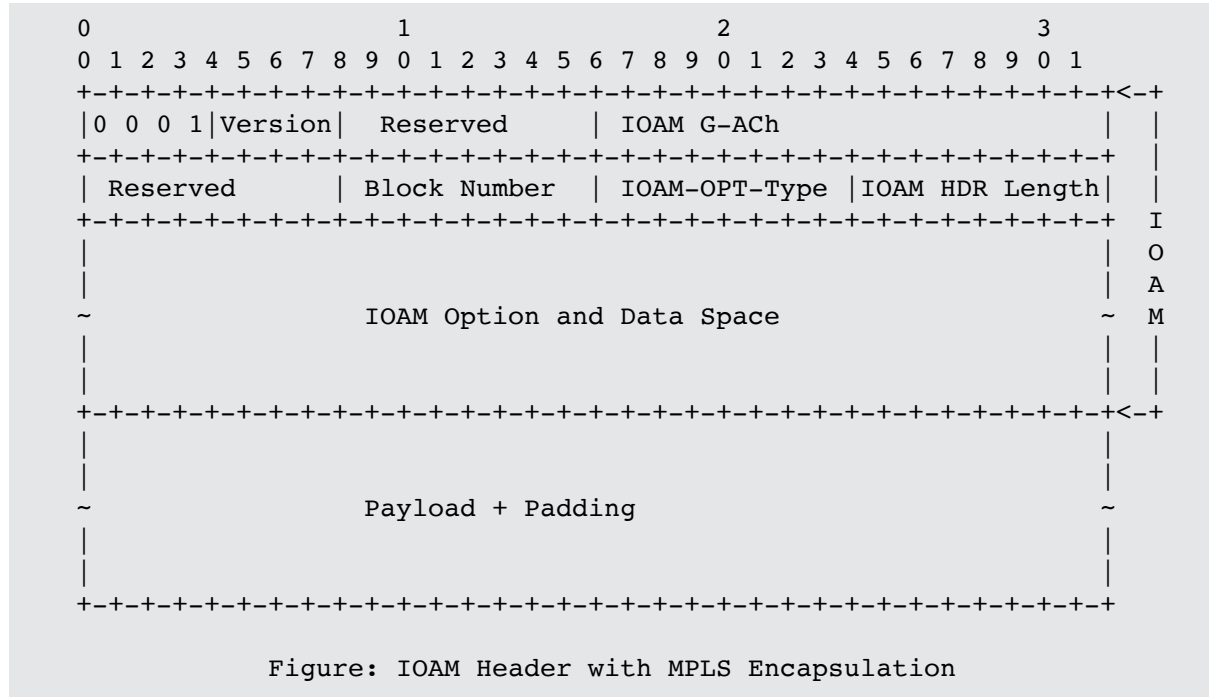 0                   1                   2                   3
0 1 2 3 4 5 6 7 8 9 0 1 2 3 4 5 6 7 8 9 0 1 2 3 4 5 6 7 8 9 0 1
+-+-+-+-+-+-+-+-+-+-+-+-+-+-+-+-+-+-+-+-+-+-+-+-+-+-+-+-+-+-+-+-+<-+
|0 0 0 1|Version|  Reserved     | IOAM G-ACh                    |  |
+-+-+-+-+-+-+-+-+-+-+-+-+-+-+-+-+-+-+-+-+-+-+-+-+-+-+-+-+-+-+-+-+  |
| Reserved      | Block Number  | IOAM-OPT-Type |IOAM HDR Length|  |
+-+-+-+-+-+-+-+-+-+-+-+-+-+-+-+-+-+-+-+-+-+-+-+-+-+-+-+-+-+-+-+-+  I
|                                                               |  O
|                                                               |  A
~                 IOAM Option and Data Space                    ~  M
|                                                               |  |
|                                                               |  |
+-+-+-+-+-+-+-+-+-+-+-+-+-+-+-+-+-+-+-+-+-+-+-+-+-+-+-+-+-+-+-+-+<-+
|                                                               |
|                                                               |
~                 Payload + Padding                             ~
|                                                               |
|                                                               |
+-+-+-+-+-+-+-+-+-+-+-+-+-+-+-+-+-+-+-+-+-+-+-+-+-+-+-+-+-+-+-+-+
Figure: IOAM Header with MPLS Encapsulation